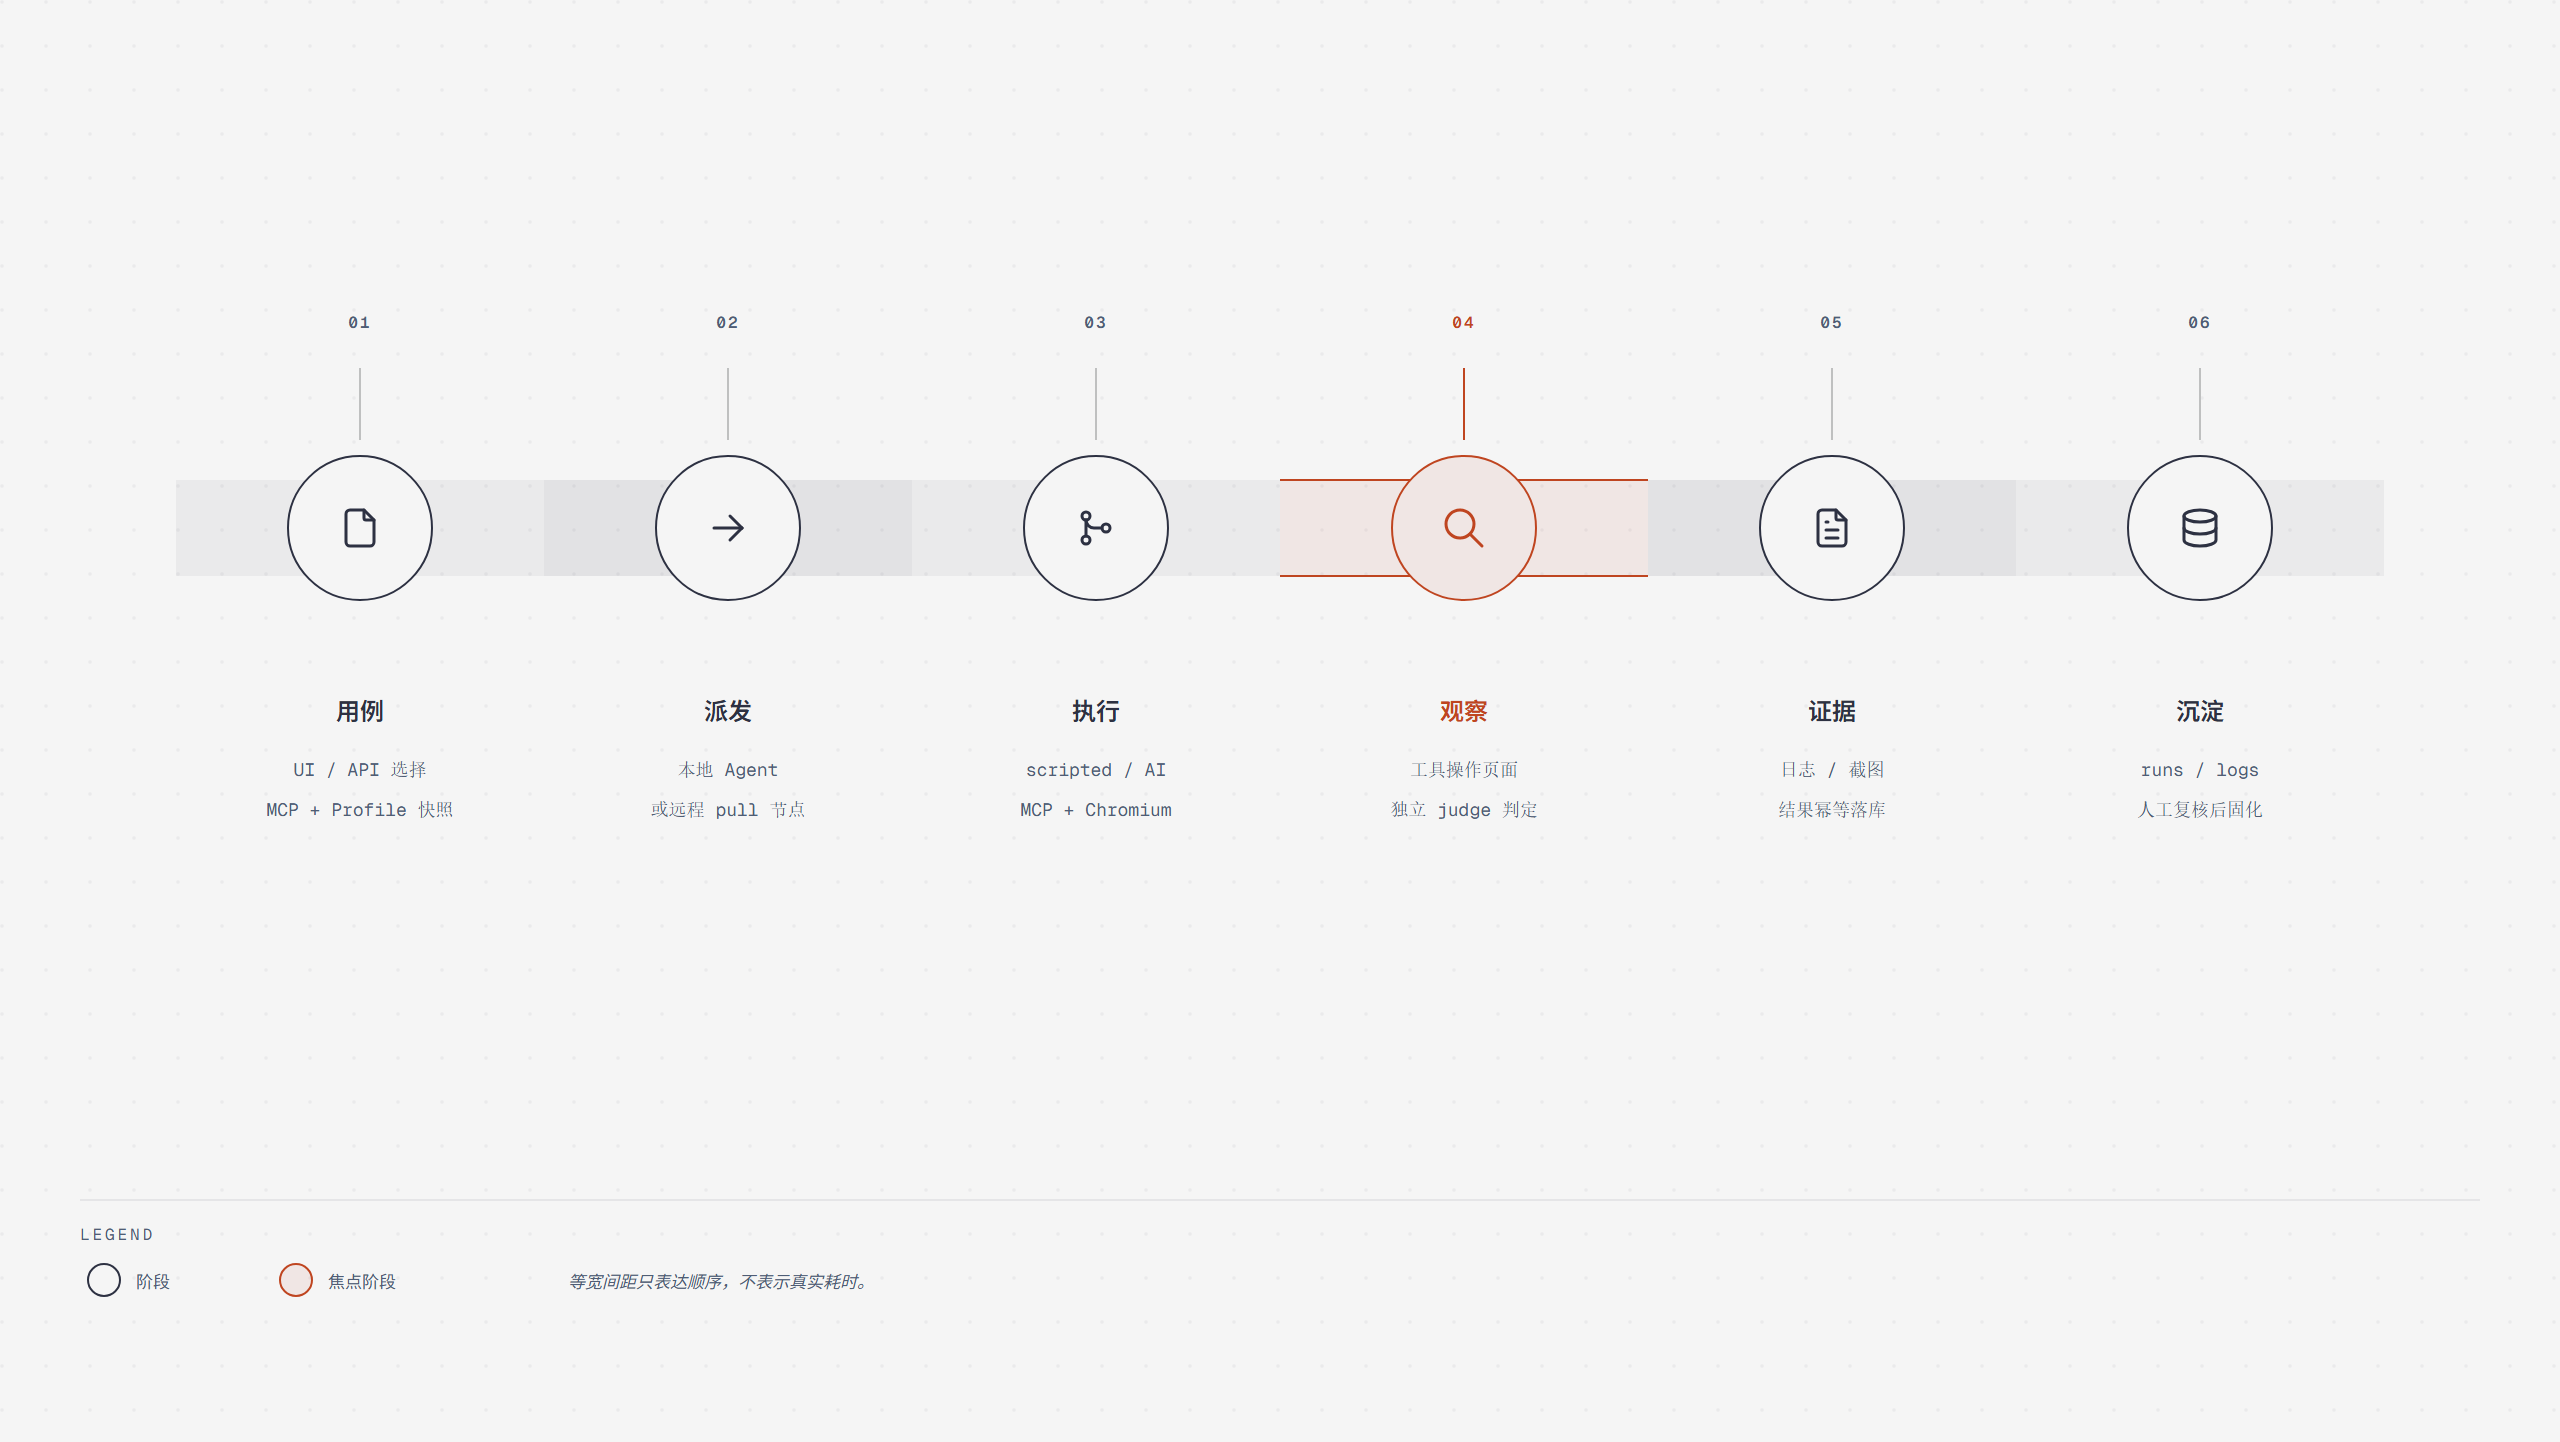 01
02
03
04
05
06
用例
UI / API 选择
MCP + Profile 快照
派发
本地 Agent
或远程 pull 节点
执行
scripted / AI
MCP + Chromium
观察
工具操作页面
独立 judge 判定
证据
日志 / 截图
结果幂等落库
沉淀
runs / logs
人工复核后固化
LEGEND
阶段
焦点阶段
等宽间距只表达顺序，不表示真实耗时。